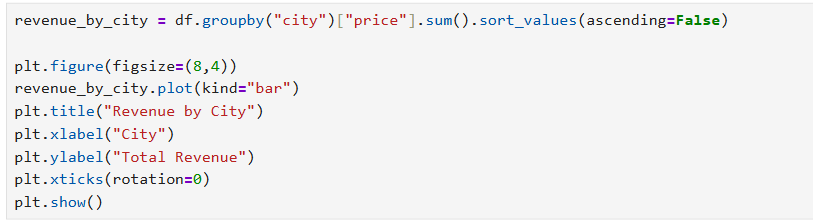 revenue_by_city = df.groupby("city")["price"].sum().sort_values(ascending=False)
plt.figure(figsize=(8,4))
revenue_by_city.plot(kind="bar")
plt.title("Revenue by City")
plt.xlabel("City")
plt.ylabel("Total Revenue")
plt.xticks(rotation=0)
plt.show()